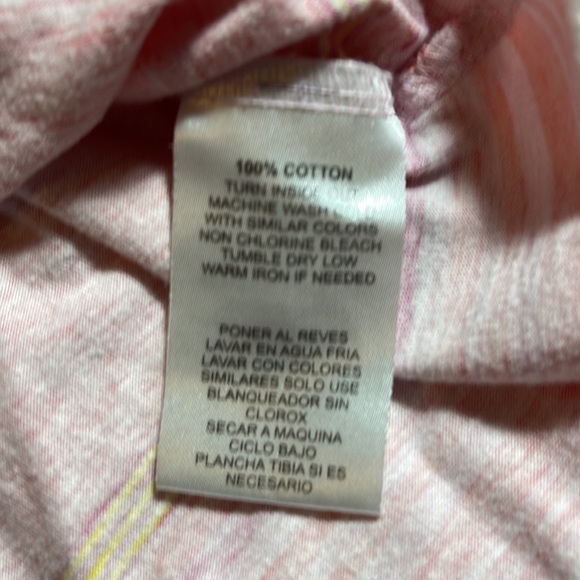 100% COTTON
TURN INSIDE OUT
MACHINE WASH
WITH SIMILAR COLORS
NON CHLORINE BLEACH
TUMBLE DRY LOW
WARM IRON IF NEEDED
PONER AL REVES
LAVAR EN AGUA FRIA
LAVAR CON COLORES
SIMILARES SOLO USE
BLANQUEADOR SIN
CLOROX
SECAR A MAQUINA
CICLO BAJO
PLANCHA TIBIA SI ES
NECESARIO